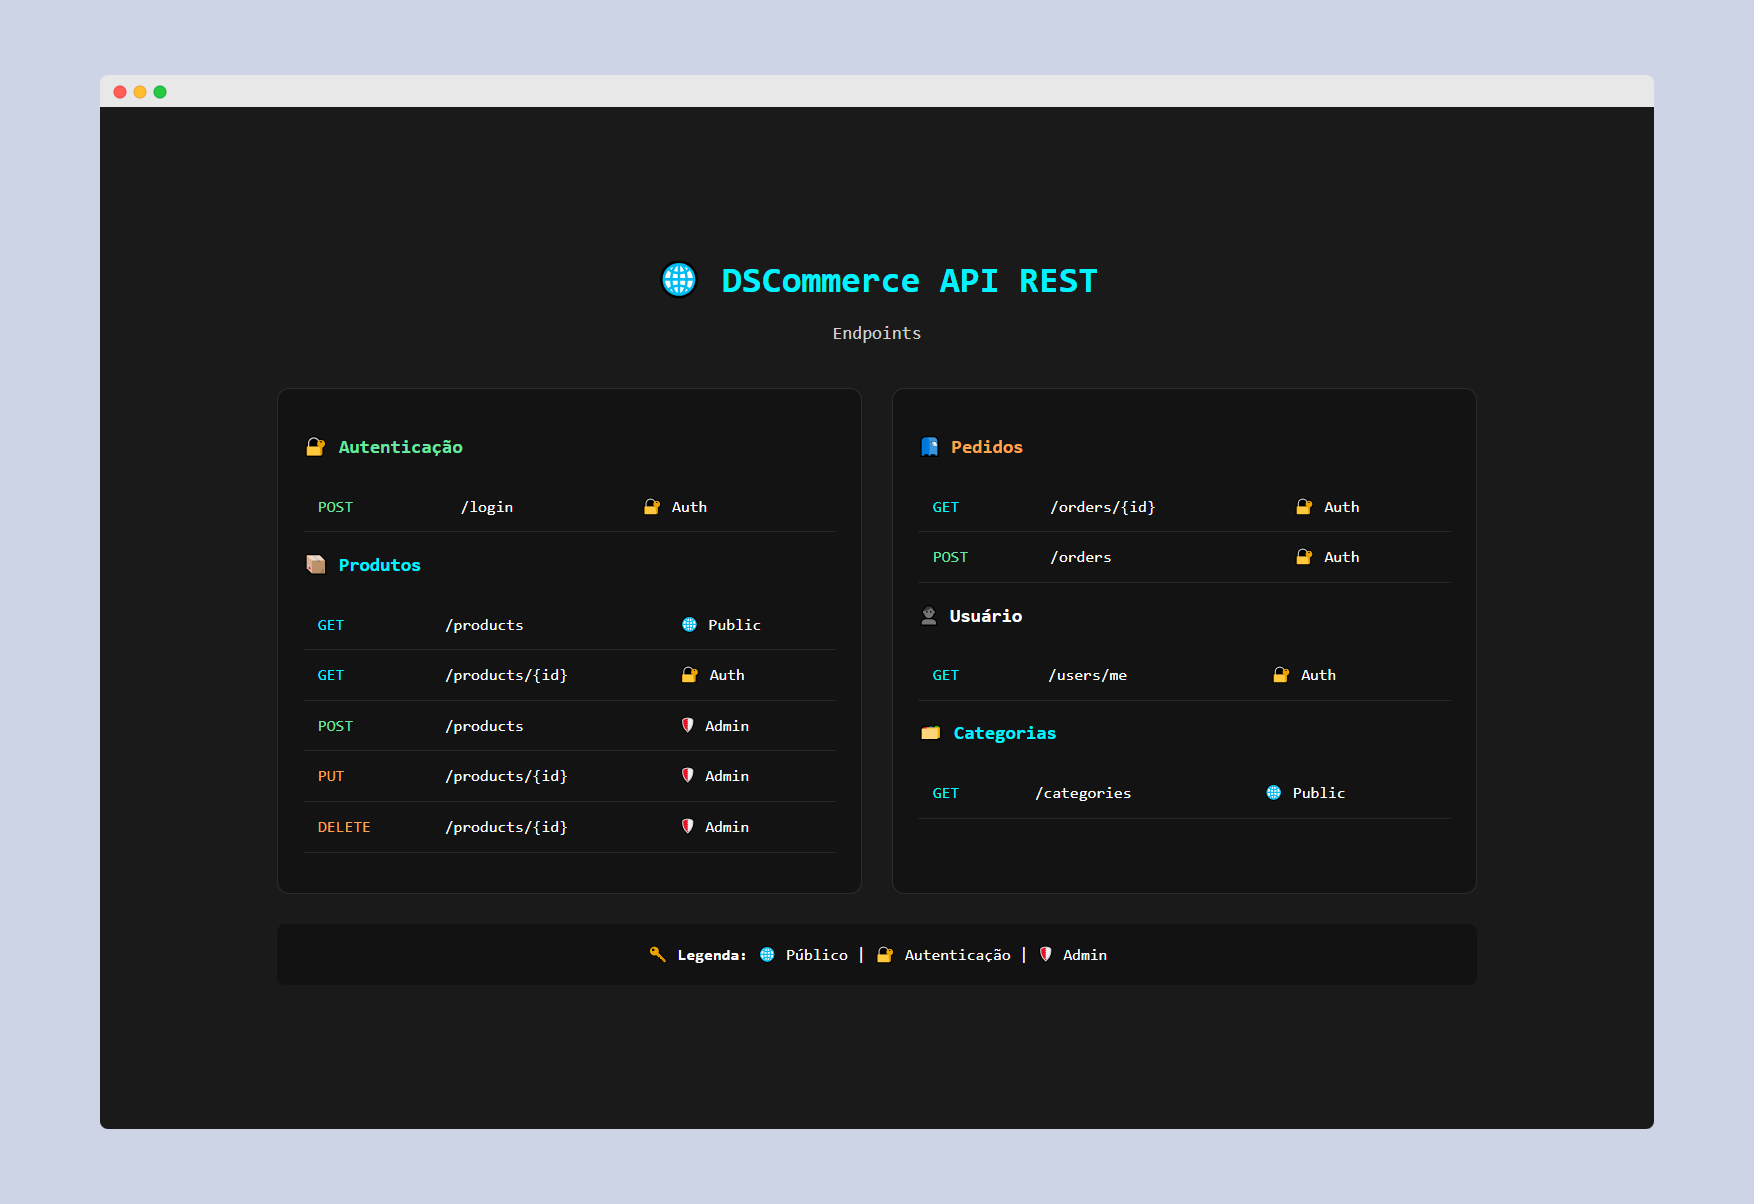 DSCommerce API REST
Endpoints
Autenticação
POST /login Auth
Produtos
GET /products Public
GET /products/{id} Auth
POST /products Admin
PUT /products/{id} Admin
DELETE /products/{id} Admin
Pedidos
GET /orders/{id} Auth
POST /orders Auth
Usuário
GET /users/me Auth
Categorias
GET /categories Public
Legenda: Público | Autenticação | Admin